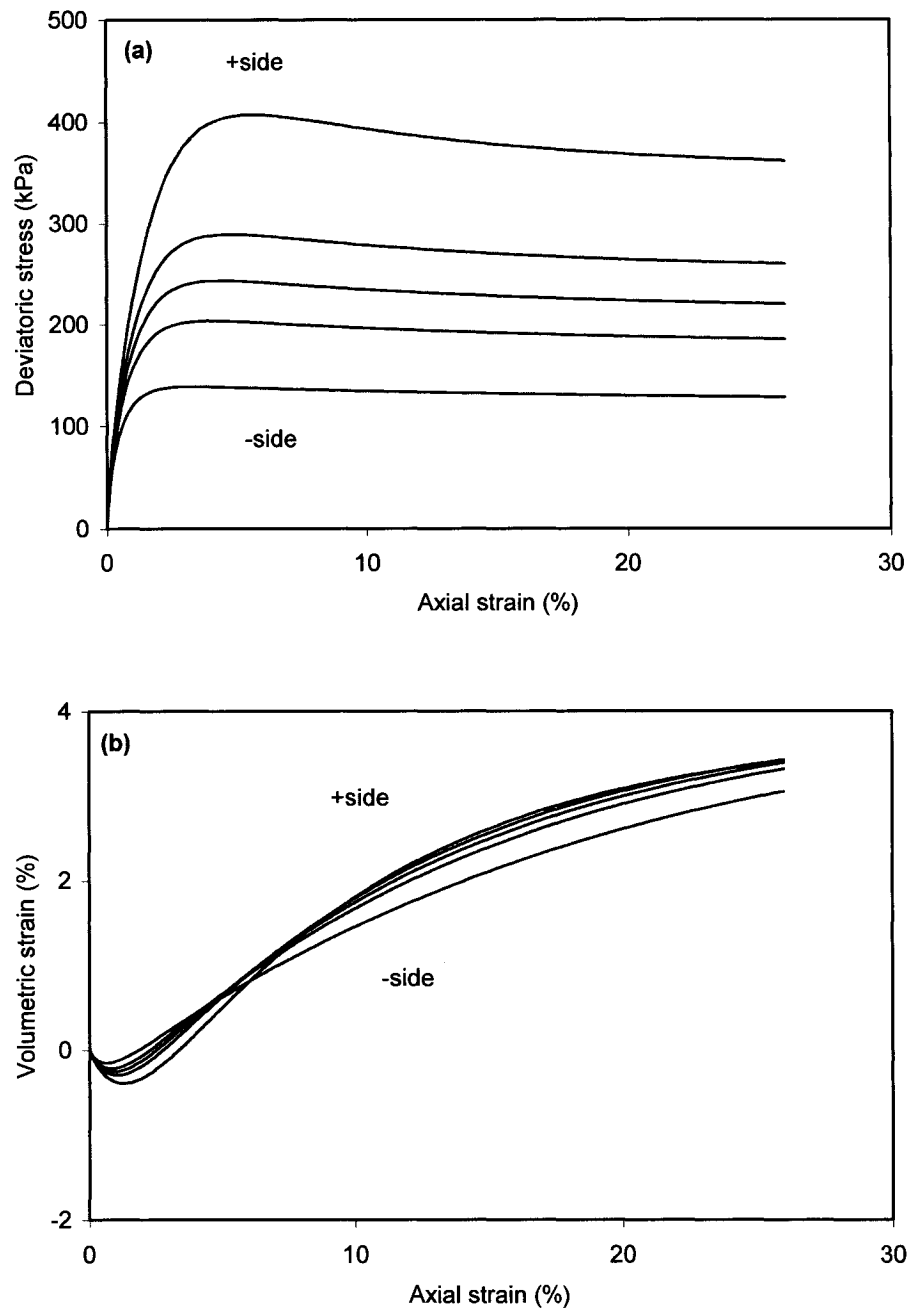 500
(a)
+side
400
300
200
100
-side
0
0
10
20
30
Deviatoric stress (kPa)
Axial strain (%)
4
(b)
+side
2
-side
0
-2
0
10
20
30
Volumetric strain (%)
Axial strain (%)